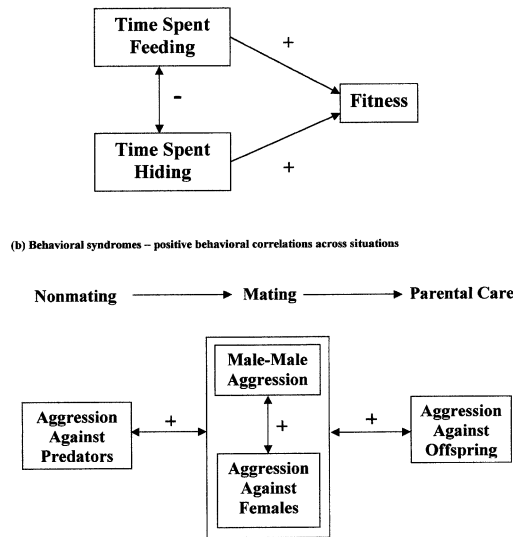 Time Spent
Feeding
+
-
Fitness
Time Spent
Hiding
+
(b) Behavioral syndromes – positive behavioral correlations across situations
Nonmating Mating Parental Care
Male-Male
Aggression
Aggression
Against
Predators
+
+
+
Aggression
Against
Offspring
Aggression
Against
Females